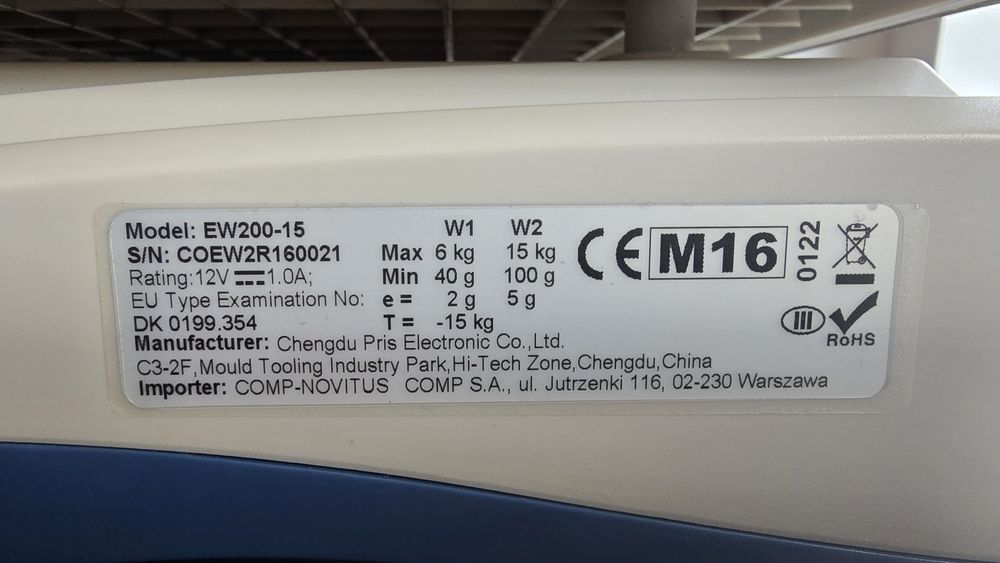 Model: EW200-15 W1 W2
S/N: COEW2R160021 Max 6 kg 15 kg
Rating:12V 1.0A; Min 40 g 100 g
EU Type Examination No: e = 2 g 5 g
DK 0199.354 T = -15 kg
Manufacturer: Chengdu Pris Electronic Co.,Ltd.
C3-2F,Mould Tooling Industry Park,Hi-Tech Zone,Chengdu,China
Importer: COMP-NOVITUS COMP S.A., ul. Jutrzenki 116, 02-230 Warszawa
CE M16 0122
III
RoHS